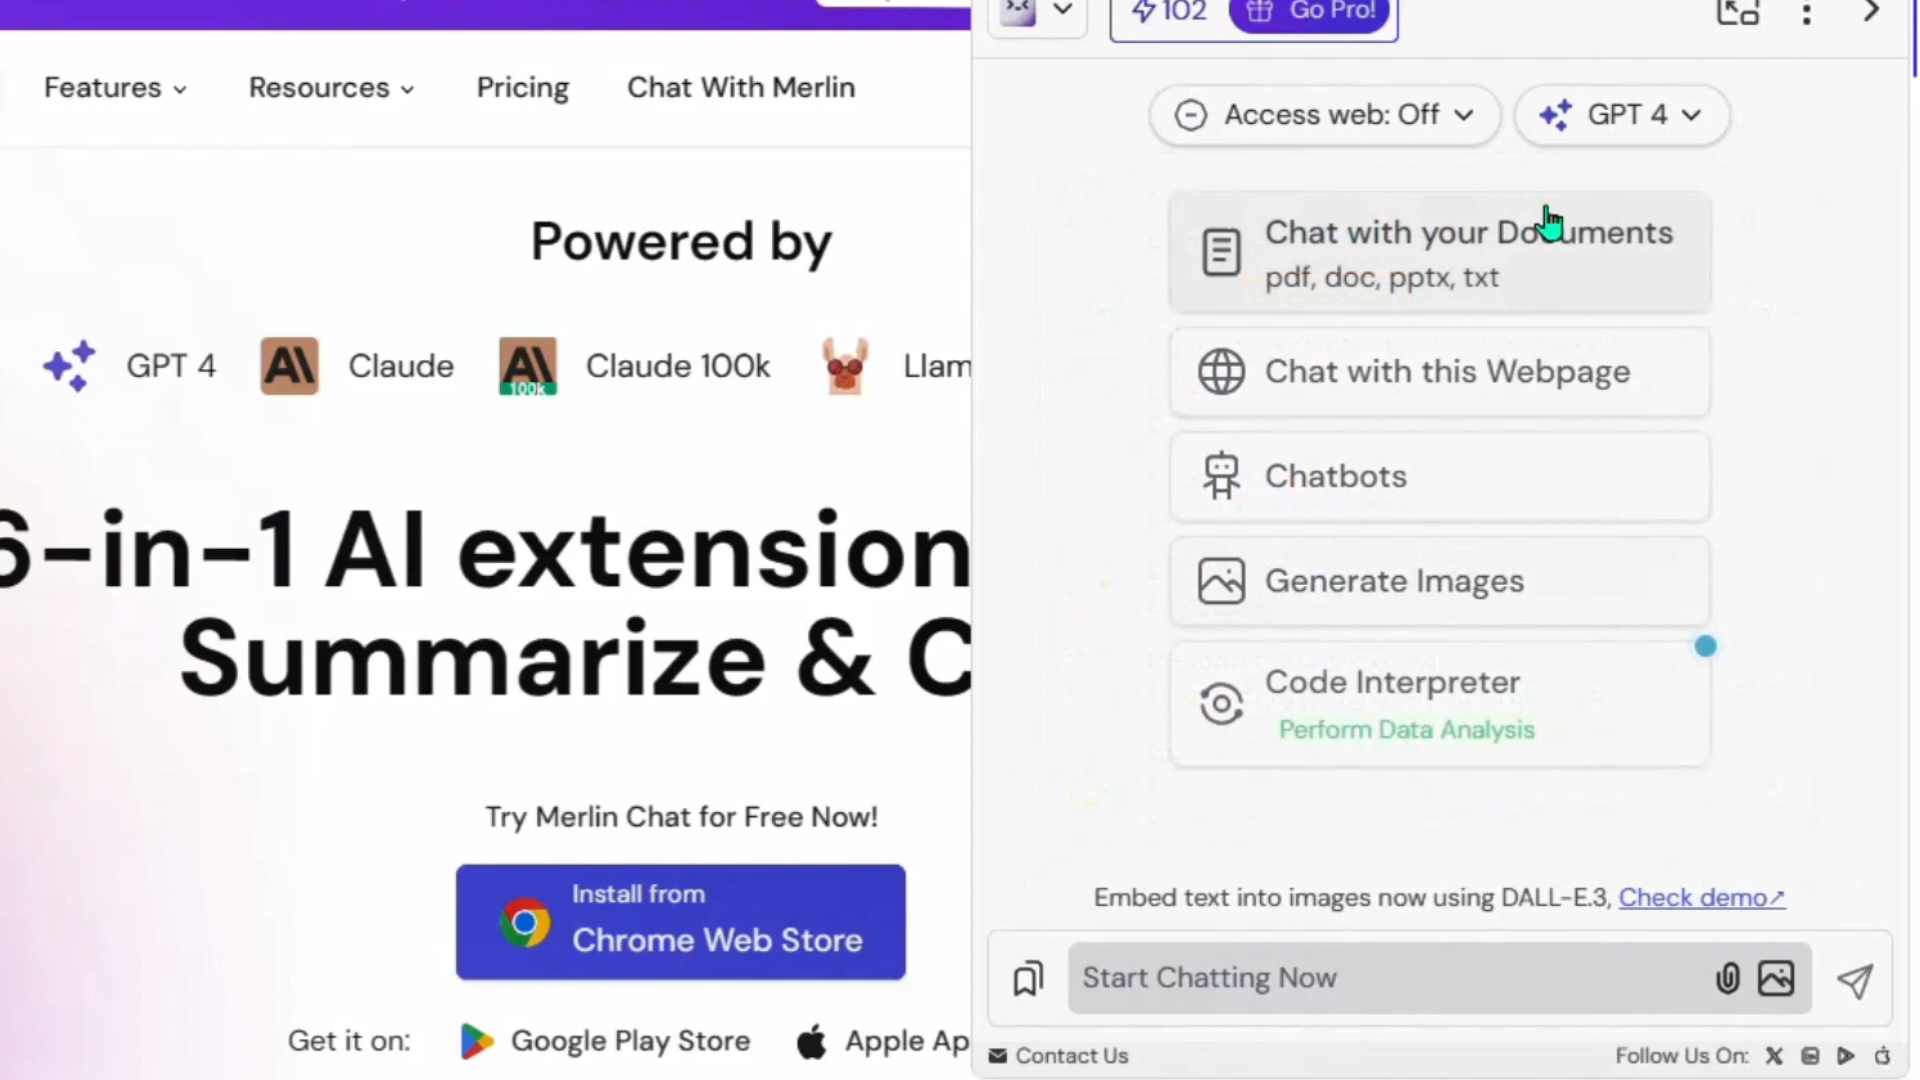 Features
Resources
Pricing
Chat With Merlin
Powered by
GPT 4
Claude
100k
Claude 100k
Llam
6-in-1 AI extension
Summarize & C
Try Merlin Chat for Free Now!
Install from
Chrome Web Store
Get it on:
Google Play Store
Apple Ap
102
Go Pro!
Access web: Off
GPT 4
Chat with your Documents
pdf, doc, pptx, txt
Chat with this Webpage
Chatbots
Generate Images
Code Interpreter
Perform Data Analysis
Embed text into images now using DALL-E.3, Check demo↗
Start Chatting Now
Contact Us
Follow Us On: